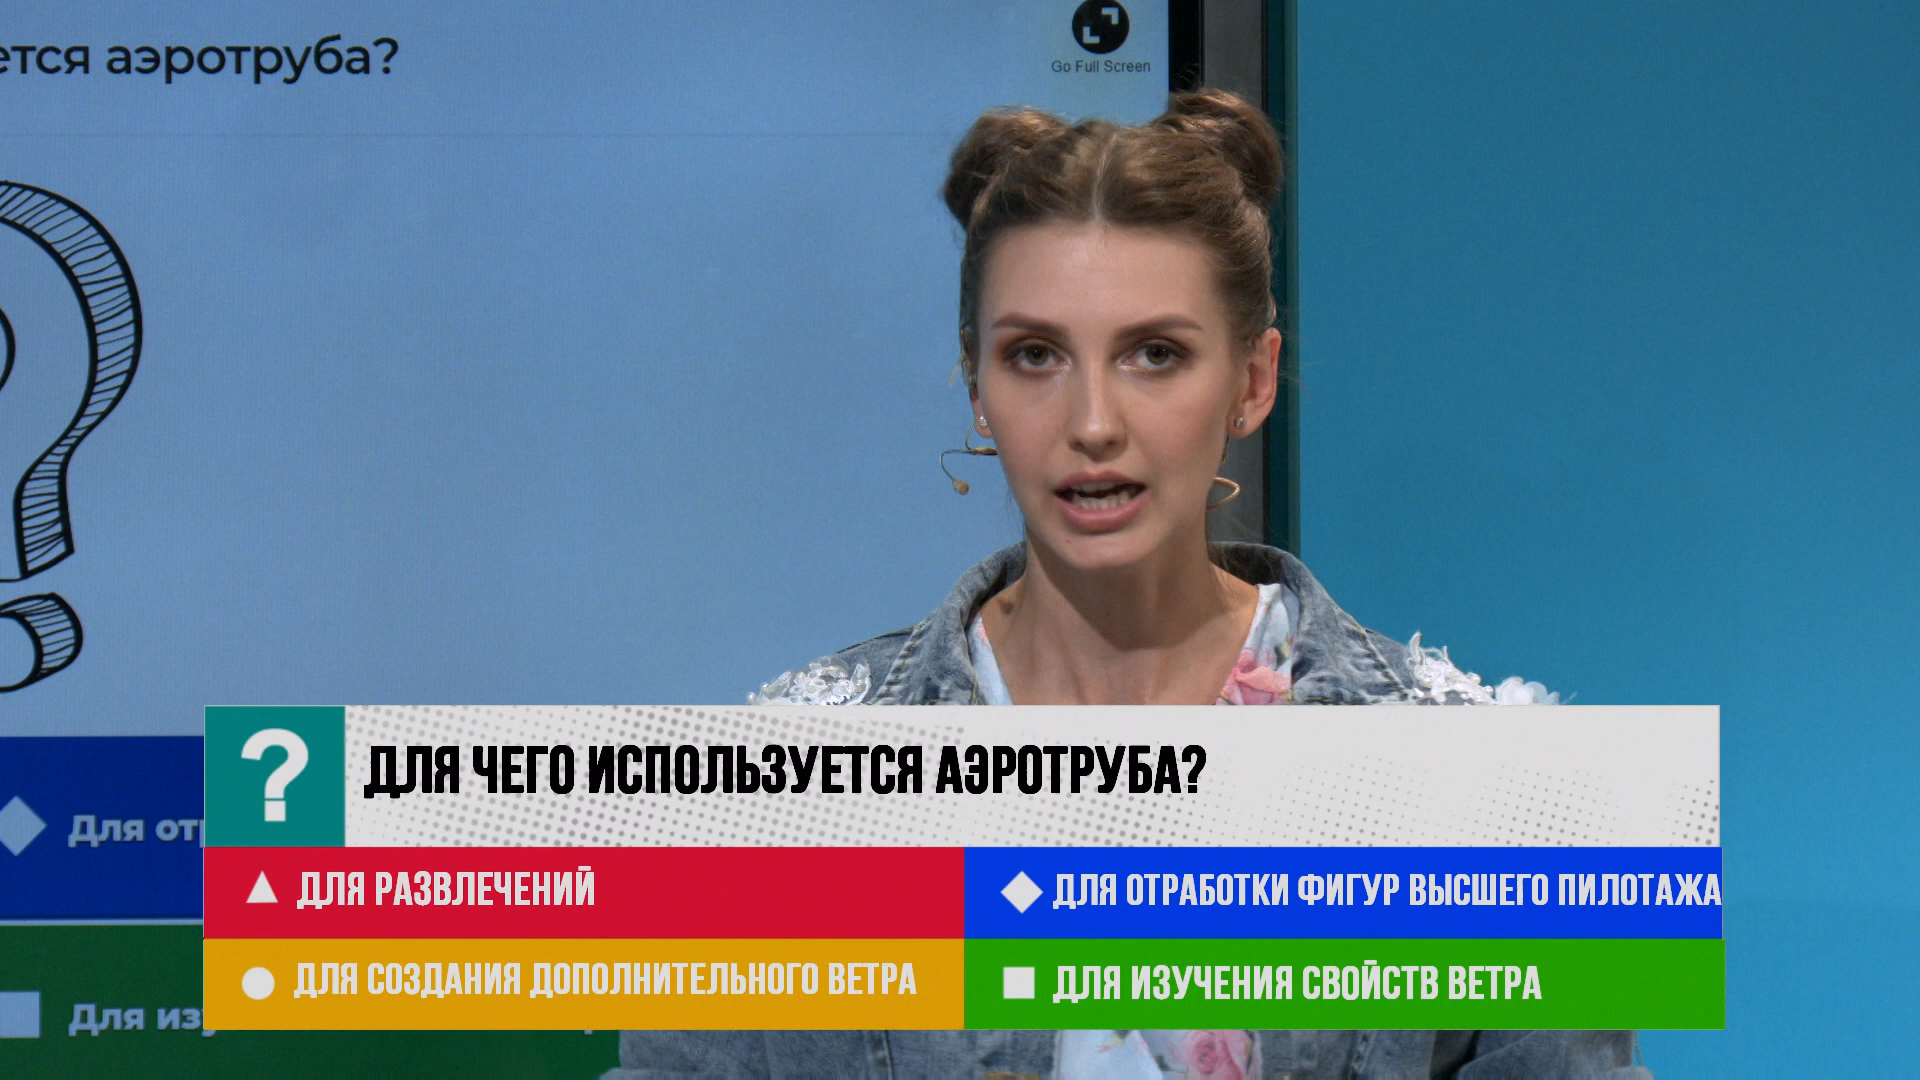 ется аэротруба?
Go Full Screen
?
ДЛЯ ЧЕГО ИСПОЛЬЗУЕТСЯ АЭРОТРУБА?
Для от
ДЛЯ РАЗВЛЕЧЕНИЙ
ДЛЯ ОТРАБОТКИ ФИГУР ВЫСШЕГО ПИЛОТАЖА
ДЛЯ СОЗДАНИЯ ДОПОЛНИТЕЛЬНОГО ВЕТРА
ДЛЯ ИЗУЧЕНИЯ СВОЙСТВ ВЕТРА
Для из